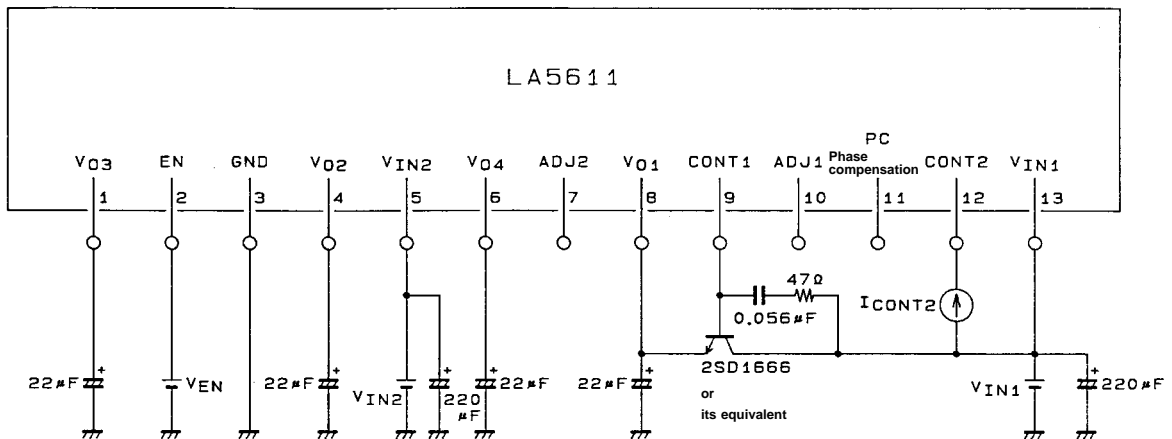 LA5611
PC
VO3 EN GND VO2 VIN2 VO4 ADJ2 VO1 CONT1 ADJ1 Phase compensation CONT2 VIN1
1 2 3 4 5 6 7 8 9 10 11 12 13
47Ω
0.056µF
ICONT2
22µF
+
VEN
22µF
+
VIN2
+
220µF
+
22µF
22µF
+
2SD1666
or
its equivalent
VIN1
+
220µF